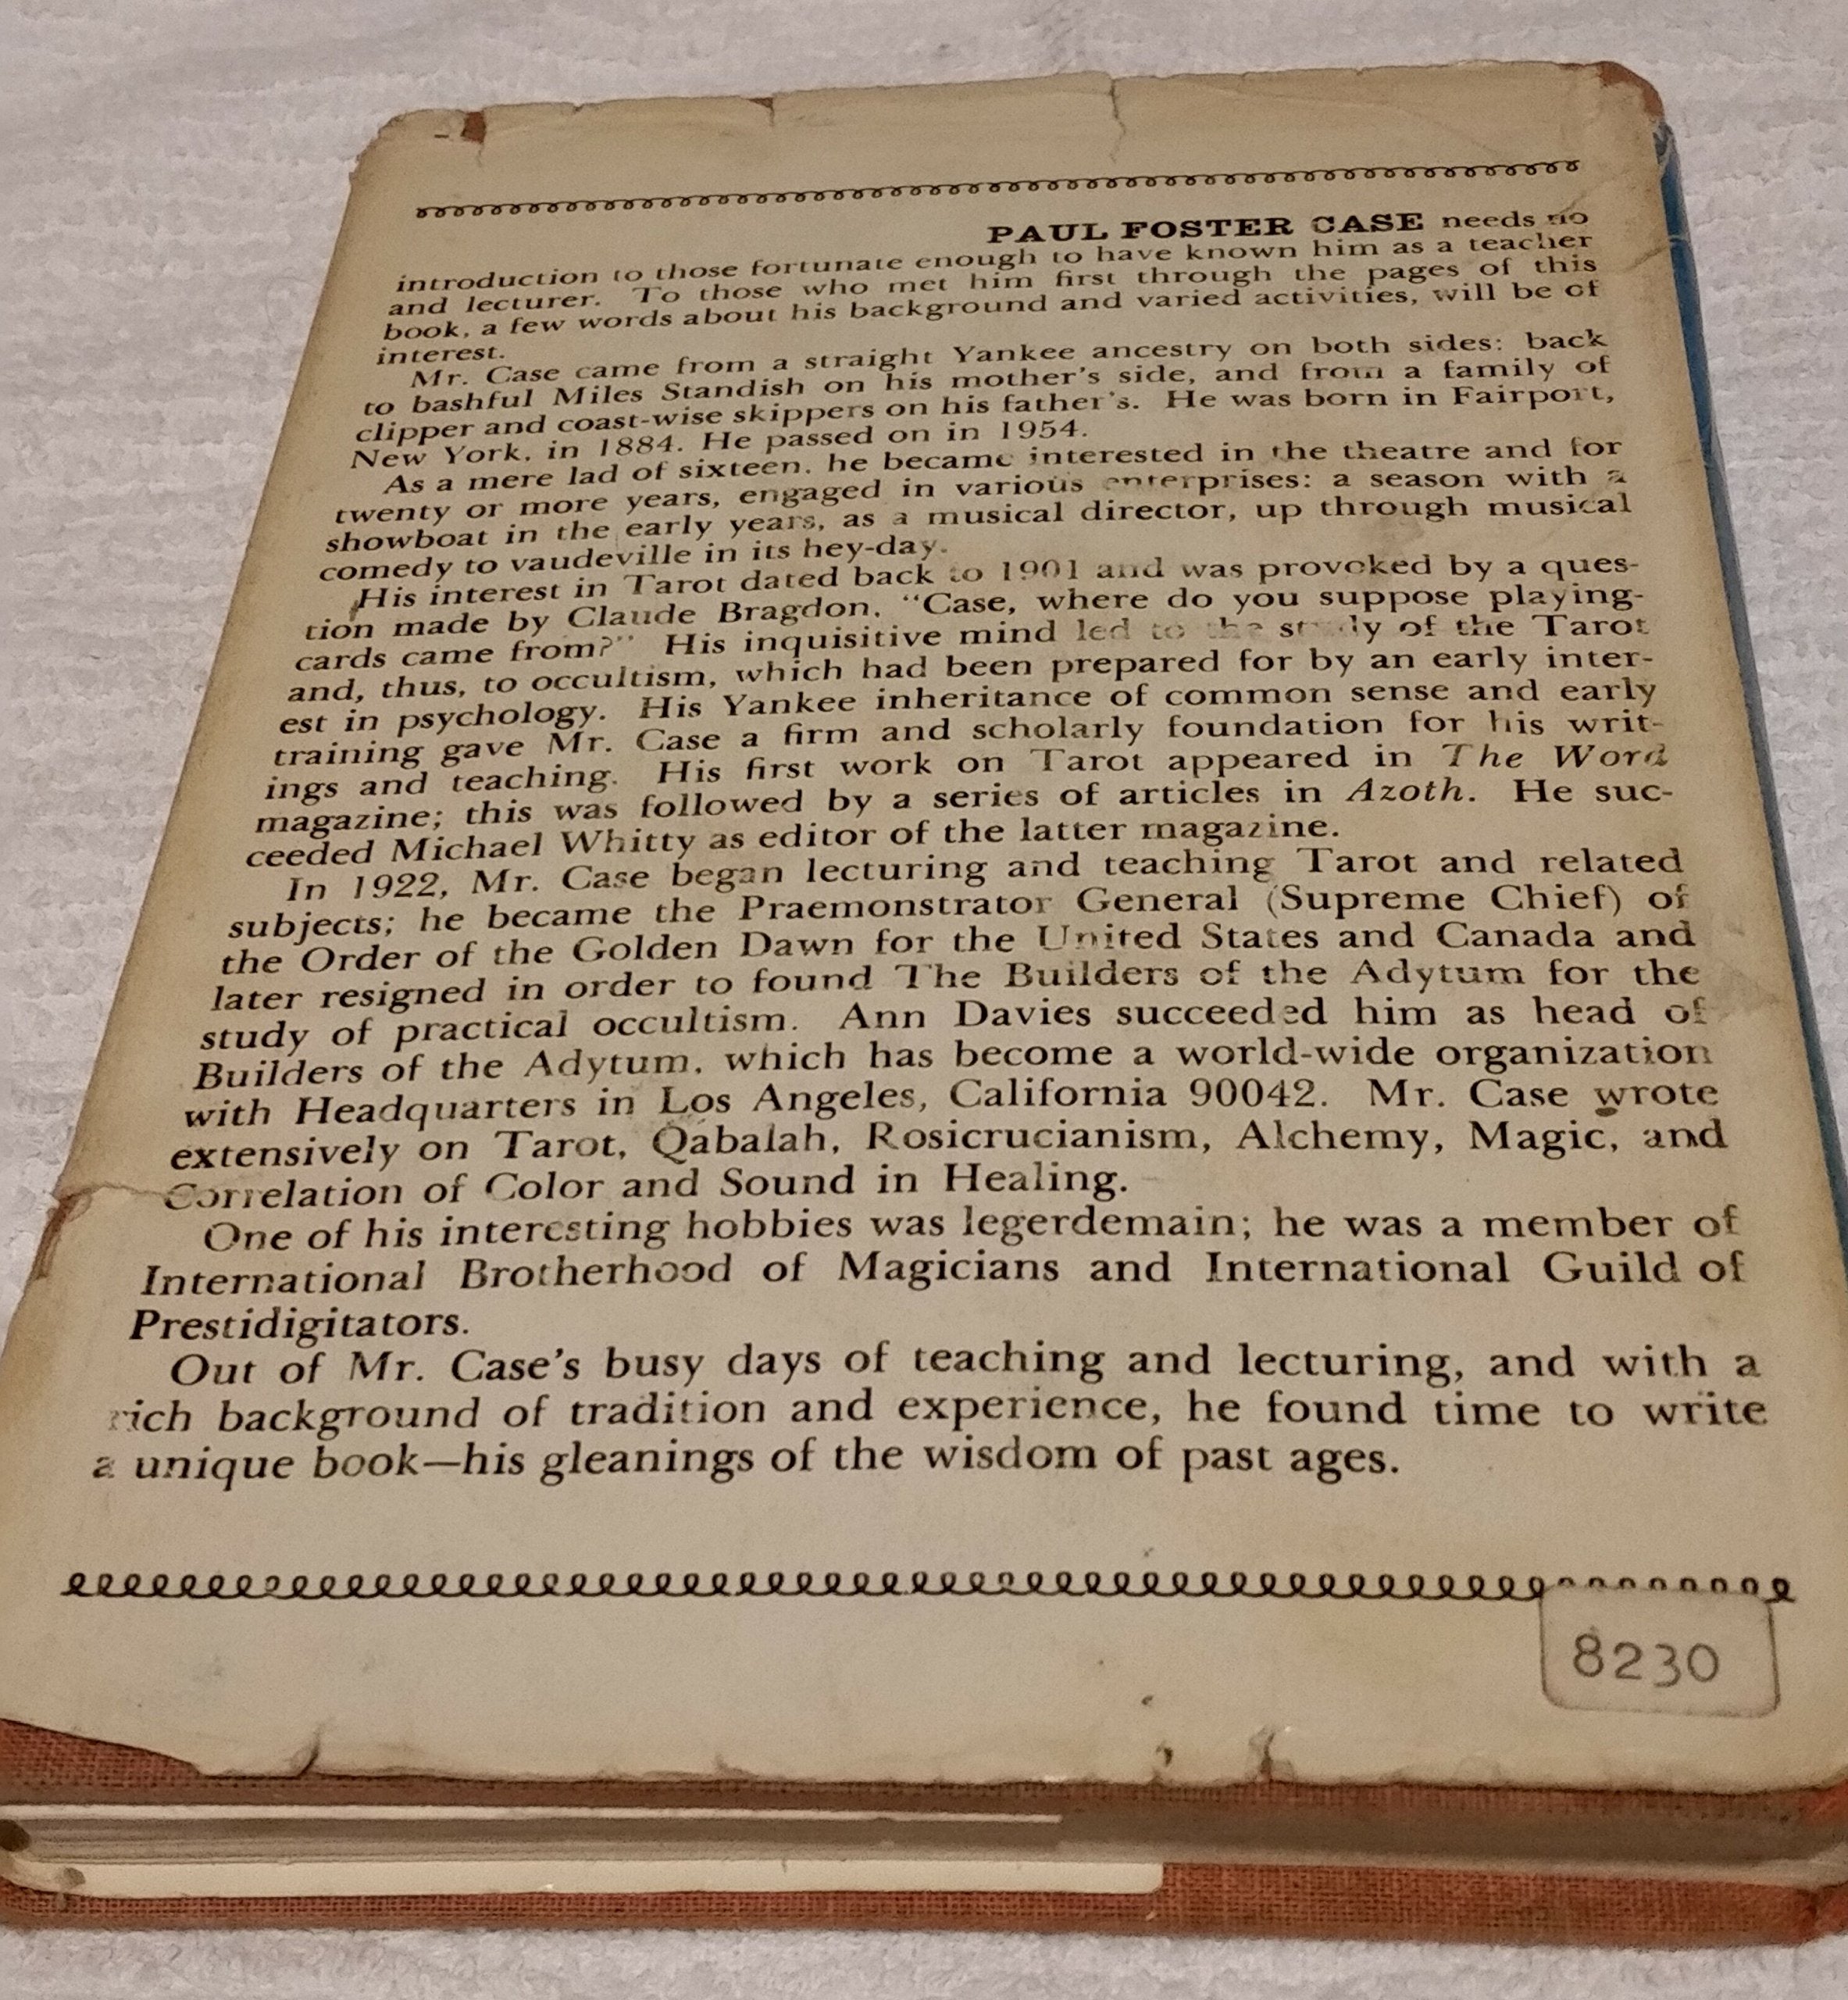 PAUL FOSTER CASE needs no
introduction to those fortunate enough to have known him as a teacher
and lecturer. To those who met him first through the pages of this
book, a few words about his background and varied activities, will be of
interest.
Mr. Case came from a straight Yankee ancestry on both sides: back
to bashful Miles Standish on his mother's side, and from a family of
clipper and coast-wise skippers on his father's. He was born in Fairport,
New York, in 1884. He passed on in 1954.
As a mere lad of sixteen, he became interested in the theatre and for
twenty or more years, engaged in various enterprises: a season with a
showboat in the early years, as a musical director, up through musical
comedy to vaudeville in its hey-day.
His interest in Tarot dated back to 1901 and was provoked by a ques-
tion made by Claude Bragdon, "Case, where do you suppose playing-
cards came from?" His inquisitive mind led to the study of the Tarot
and, thus, to occultism, which had been prepared for by an early inter-
est in psychology. His Yankee inheritance of common sense and early
training gave Mr. Case a firm and scholarly foundation for his writ-
ings and teaching. His first work on Tarot appeared in The Word
magazine; this was followed by a series of articles in Azoth. He suc-
ceeded Michael Whitty as editor of the latter magazine.
In 1922, Mr. Case began lecturing and teaching Tarot and related
subjects; he became the Praemonstrator General (Supreme Chief) of
the Order of the Golden Dawn for the United States and Canada and
later resigned in order to found The Builders of the Adytum for the
study of practical occultism. Ann Davies succeeded him as head of
Builders of the Adytum, which has become a world-wide organization
with Headquarters in Los Angeles, California 90042. Mr. Case wrote
extensively on Tarot, Qabalah, Rosicrucianism, Alchemy, Magic, and
Correlation of Color and Sound in Healing.
One of his interesting hobbies was legerdemain; he was a member of
International Brotherhood of Magicians and International Guild of
Prestidigitators.
Out of Mr. Case's busy days of teaching and lecturing, and with a
rich background of tradition and experience, he found time to write
a unique book—his gleanings of the wisdom of past ages.
8230